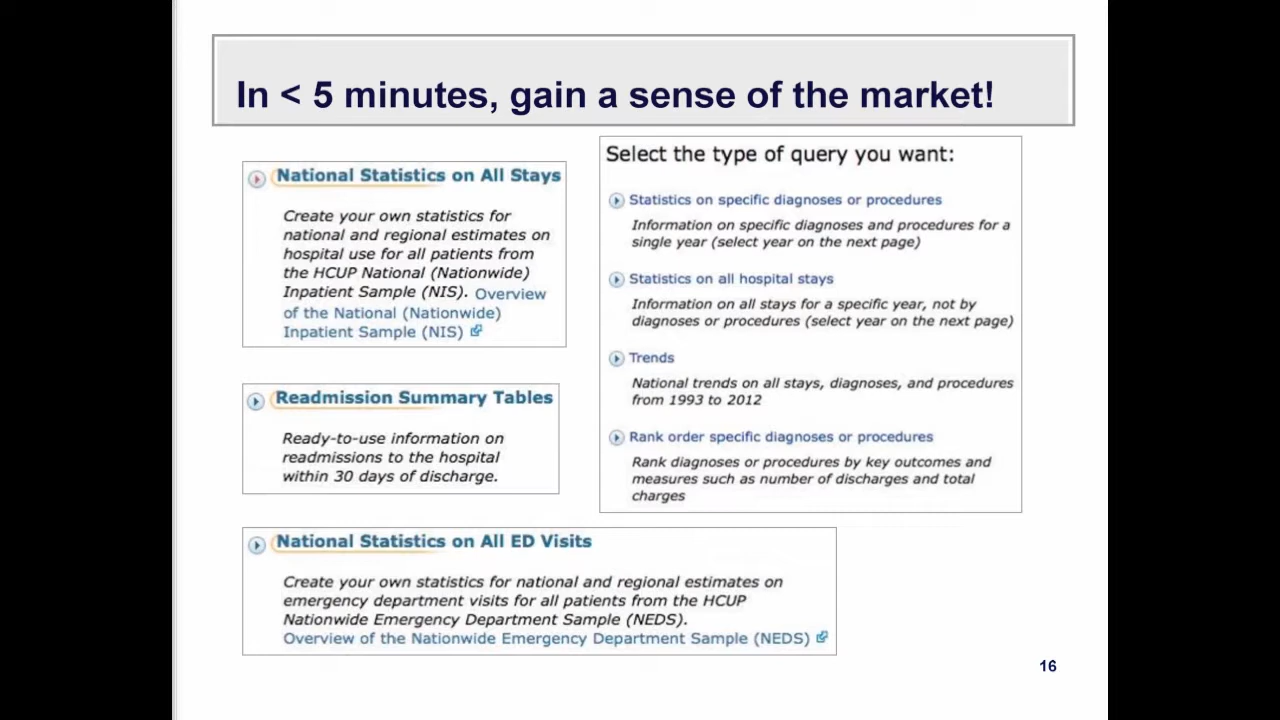 In < 5 minutes, gain a sense of the market!
National Statistics on All Stays
Create your own statistics for
national and regional estimates on
hospital use for all patients from
the HCUP National (Nationwide)
Inpatient Sample (NIS). Overview
of the National (Nationwide)
Inpatient Sample (NIS)
Readmission Summary Tables
Ready-to-use information on
readmissions to the hospital
within 30 days of discharge.
Select the type of query you want:
Statistics on specific diagnoses or procedures
Information on specific diagnoses and procedures for a
single year (select year on the next page)
Statistics on all hospital stays
Information on all stays for a specific year, not by
diagnoses or procedures (select year on the next page)
Trends
National trends on all stays, diagnoses, and procedures
from 1993 to 2012
Rank order specific diagnoses or procedures
Rank diagnoses or procedures by key outcomes and
measures such as number of discharges and total
charges
National Statistics on All ED Visits
Create your own statistics for national and regional estimates on
emergency department visits for all patients from the HCUP
Nationwide Emergency Department Sample (NEDS).
Overview of the Nationwide Emergency Department Sample (NEDS)
16